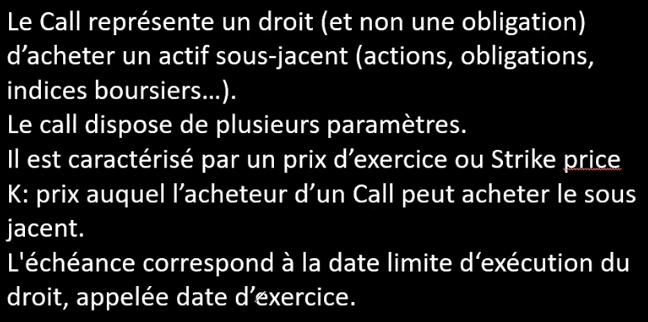 Le Call représente un droit (et non une obligation)
d’acheter un actif sous-jacent (actions, obligations,
indices boursiers…).
Le call dispose de plusieurs paramètres.
Il est caractérisé par un prix d’exercice ou Strike price
K: prix auquel l’acheteur d’un Call peut acheter le sous
jacent.
L'échéance correspond à la date limite d‘exécution du
droit, appelée date d’exercice.